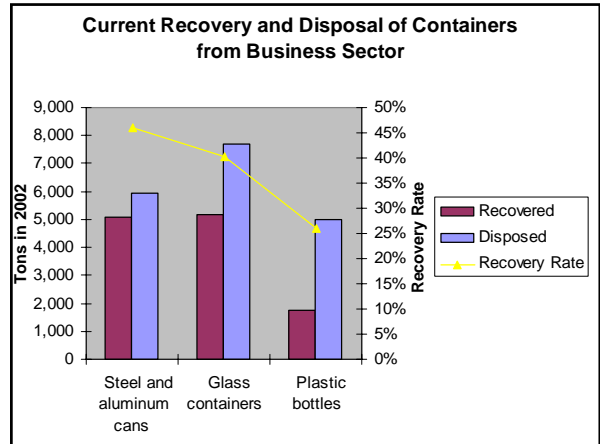 Current Recovery and Disposal of Containers
from Business Sector
9,000
8,000
7,000
6,000
5,000
4,000
3,000
2,000
1,000
0
Tons in 2002
50%
45%
40%
35%
30%
25%
20%
15%
10%
5%
0%
Recovery Rate
Steel and
aluminum
cans
Glass
containers
Plastic
bottles
Recovered
Disposed
Recovery Rate